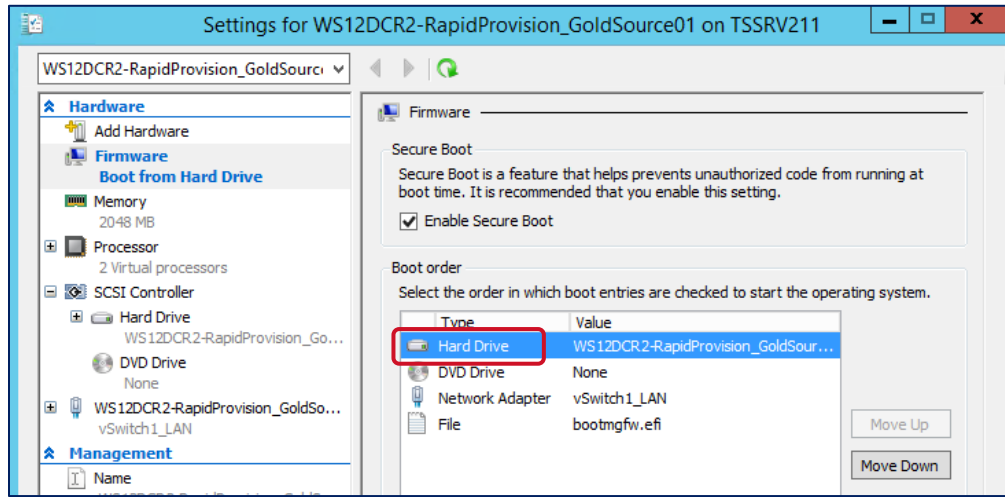 Settings for WS12DCR2-RapidProvision_GoldSource01 on TSSRV211
WS12DCR2-RapidProvision_GoldSourc
Hardware
Add Hardware
Firmware
Boot from Hard Drive
Memory
2048 MB
Processor
2 Virtual processors
SCSI Controller
Hard Drive
WS12DCR2-RapidProvision_Go...
DVD Drive
None
WS12DCR2-RapidProvision_GoldSo...
vSwitch1_LAN
Management
Name
Firmware
Secure Boot
Secure Boot is a feature that helps prevents unauthorized code from running at
boot time. It is recommended that you enable this setting.
Enable Secure Boot
Boot order
Select the order in which boot entries are checked to start the operating system.
Type Value
Hard Drive WS12DCR2-RapidProvision_GoldSour...
DVD Drive None
Network Adapter vSwitch1_LAN
File bootmgfw.efi
Move Up
Move Down